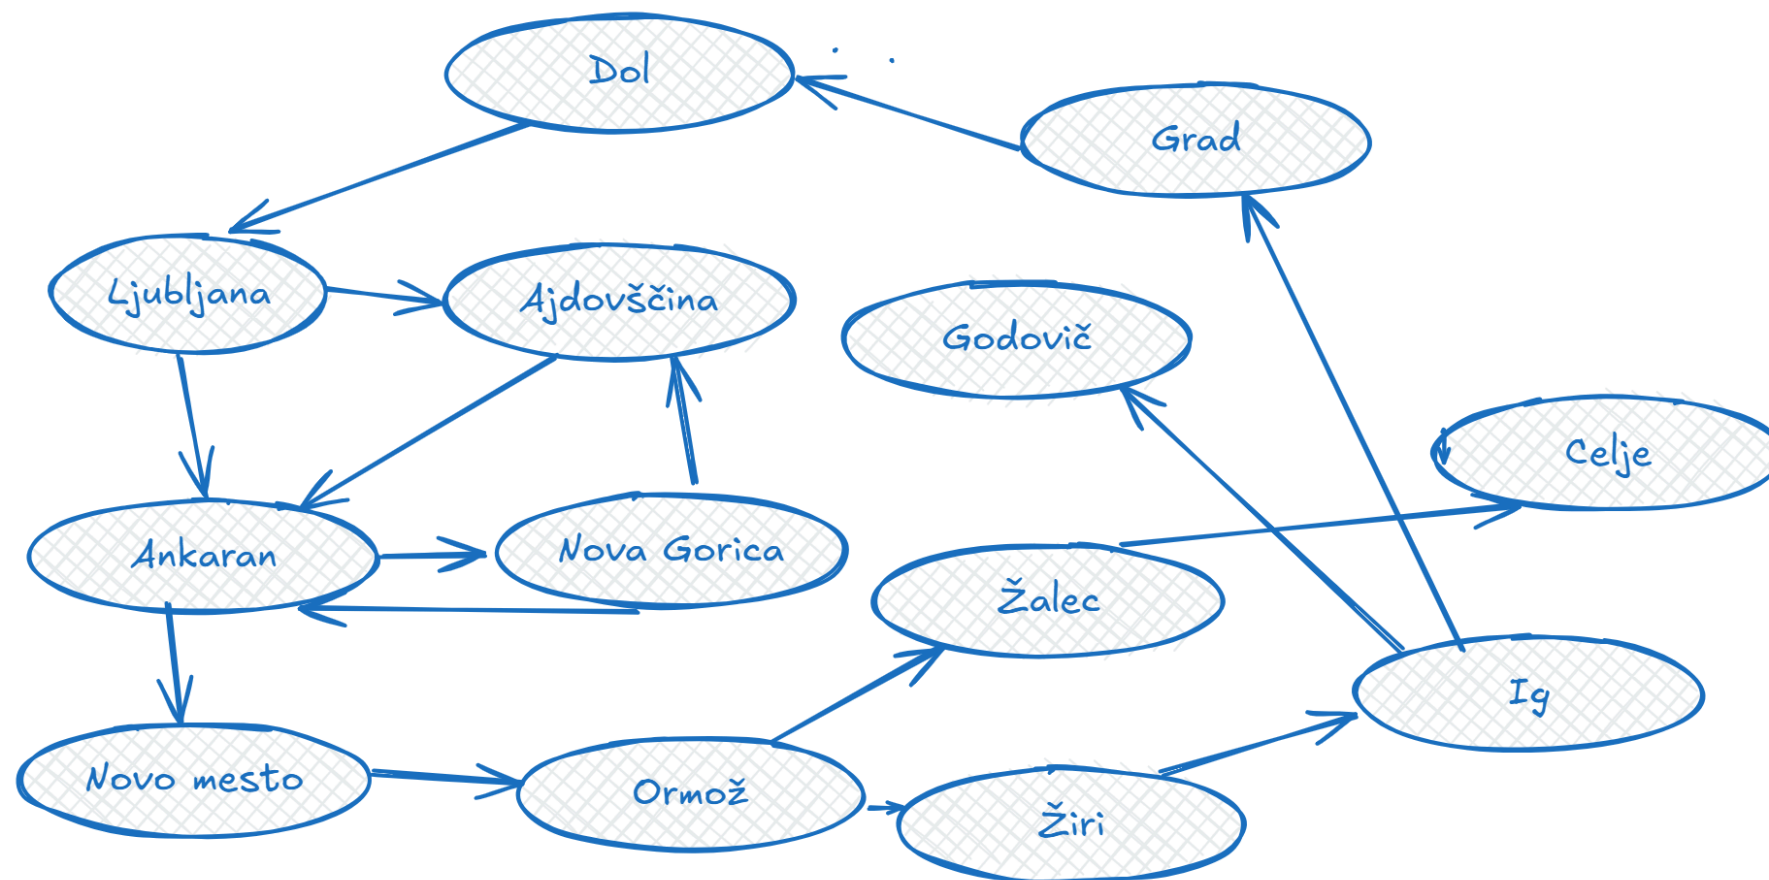 Dol
Grad
Ljubljana
Ajdovščina
Godovič
Celje
Ankaran
Nova Gorica
Žalec
Ig
Novo mesto
Ormož
Žiri